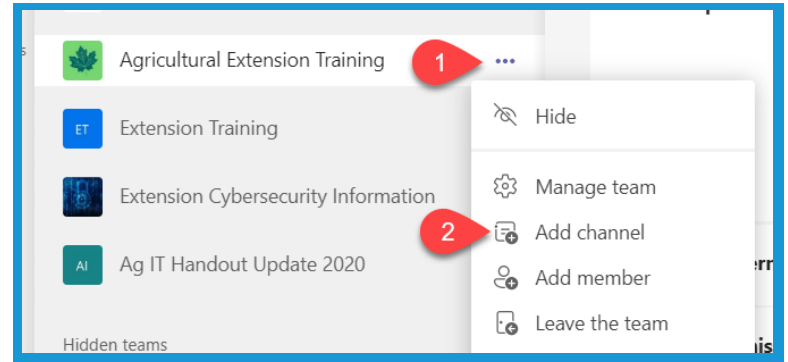 Agricultural Extension Training
1
Hide
ET
Extension Training
Manage team
Extension Cybersecurity Information
2
Add channel
AI
Ag IT Handout Update 2020
Add member
Leave the team
Hidden teams